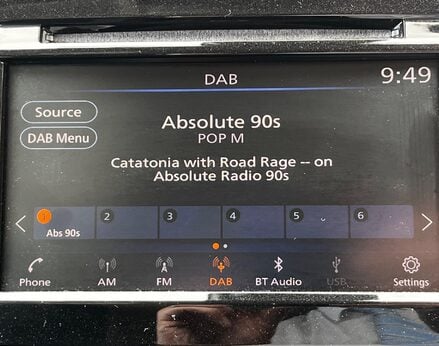 DAB
9:49
Source
DAB Menu
Absolute 90s
POP M
Catatonia with Road Rage -- on
Absolute Radio 90s
1 2 3 4 5 6
Abs 90s
Phone AM FM DAB BT Audio USB Settings